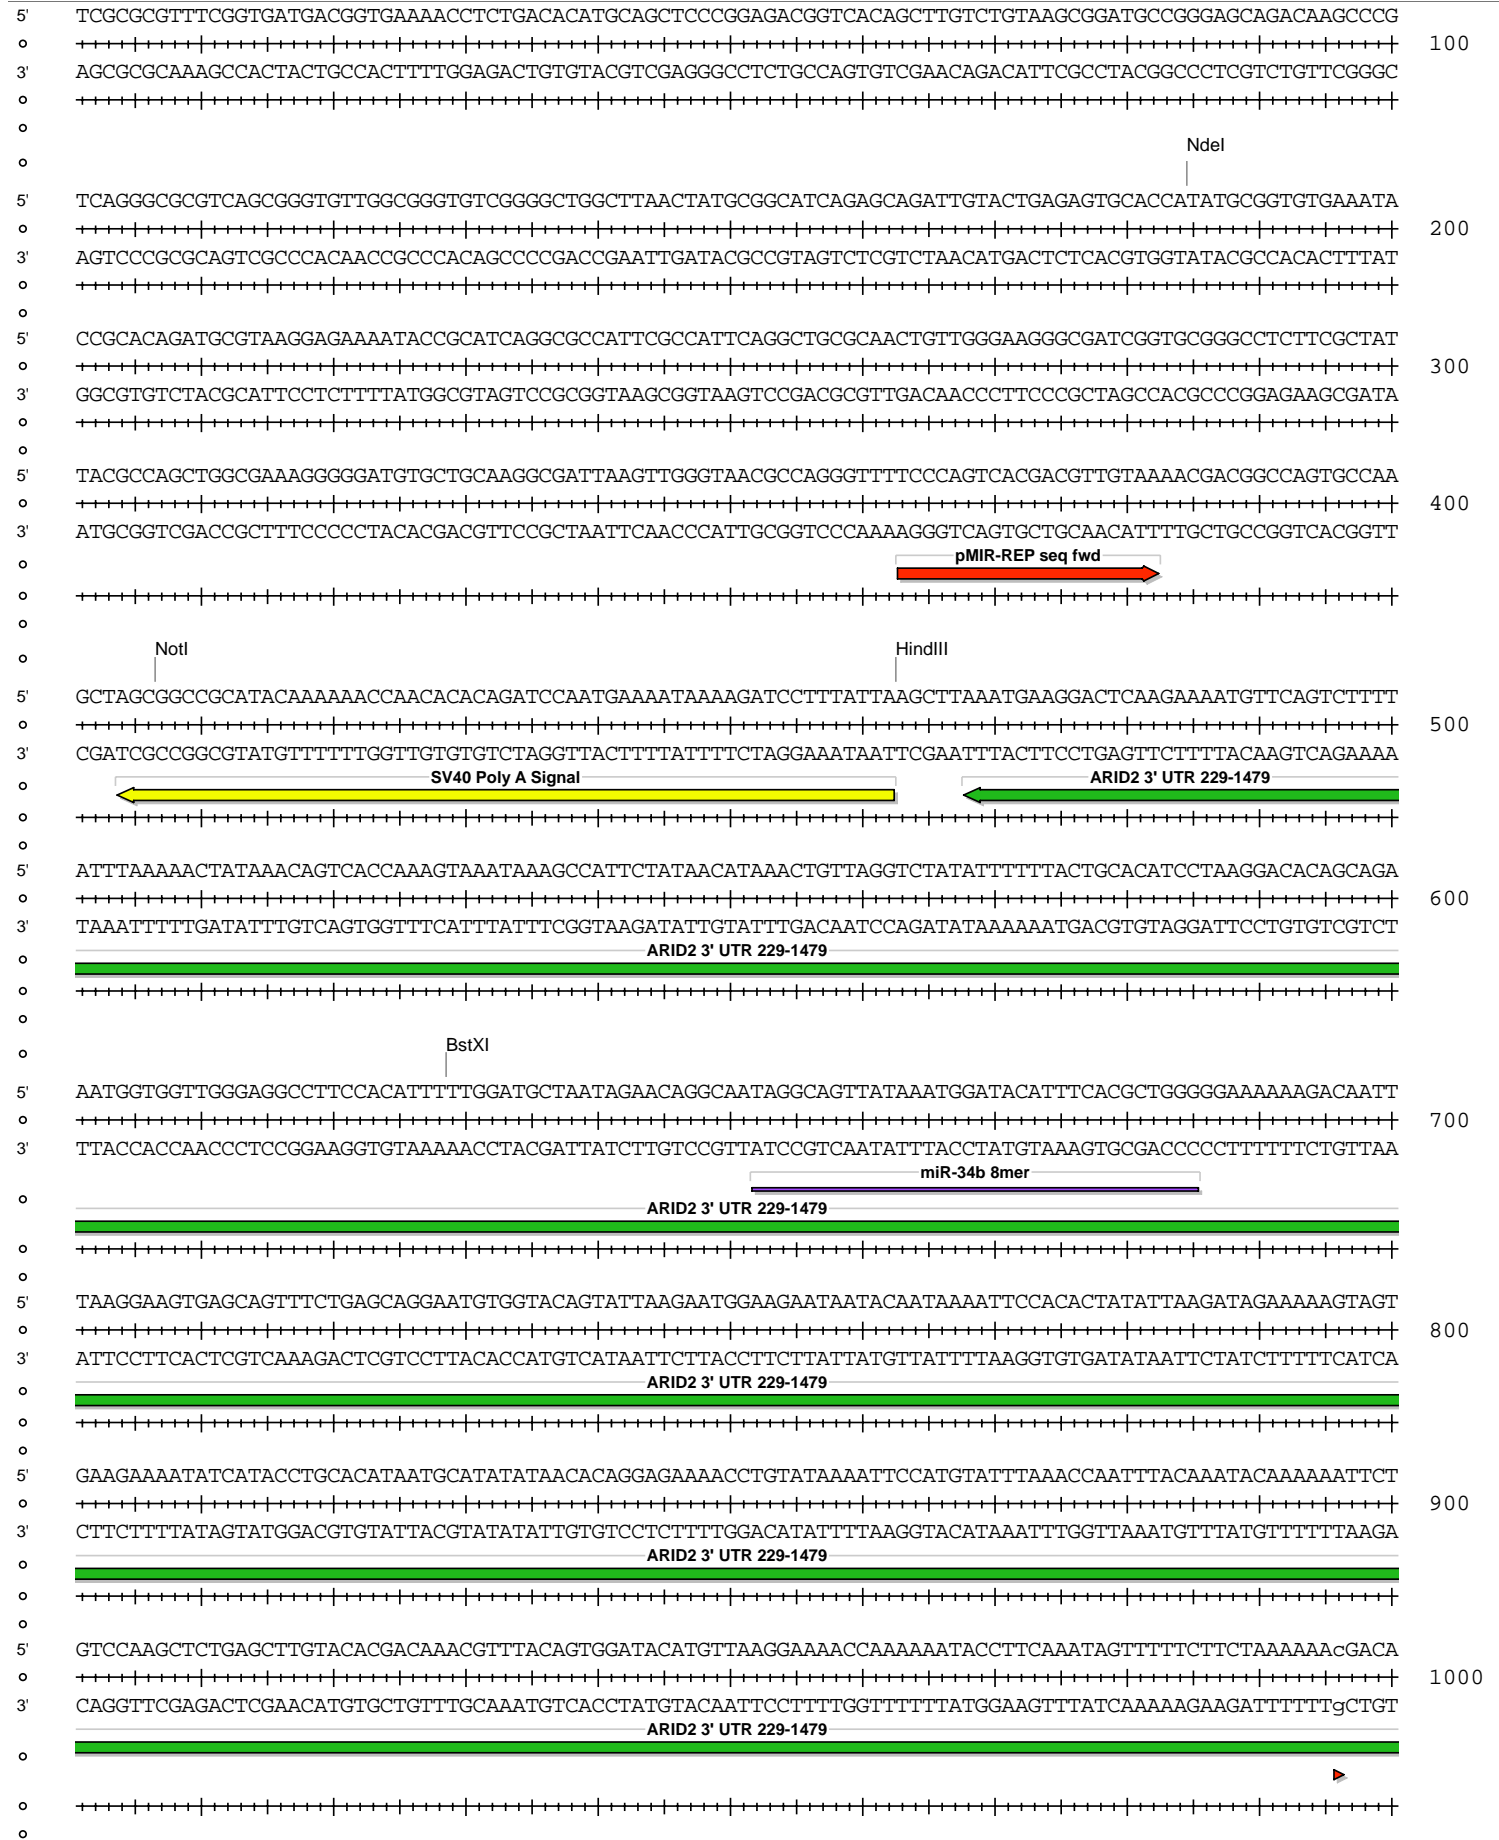 5' TCGCGCGTTTCGGTGATGACGGTGAAAACCTCTGACACATGCAGCTCCCGGAGACGGTCACAGCTTGTCTGTAAGCGGATGCCGGGAGCAGACAAGCCCG
100
3' AGCGCGCAAAGCCACTACTGCCACTTTTGGAGACTGTGTACGTCGAGGGCCTCTGCCAGTGTCGAACAGACATTCGCCTACGGCCCTCGTCTGTTCGGGC
NdeI
5' TCAGGGCGCGTCAGCGGGTGTTGGCGGGTGTCGGGGCTGGCTTAACTATGCGGCATCAGAGCAGATTGTACTGAGAGTGCACCATATGCGGTGTGAAATA
200
3' AGTCCCGCGCAGTCGCCCACAACCGCCCACAGCCCCGACCGAATTGATACGCCGTAGTCTCGTCTAACATGACTCTCACGTGGTATACGCCACACTTTAT
5' CCGCACAGATGCGTAAGGAGAAAATACCGCATCAGGCGCCATTCGCCATTCAGGCTGCGCAACTGTTGGGAAGGGCGATCGGTGCGGGCCTCTTCGCTAT
300
3' GGCGTGTCTACGCATTCCTCTTTTATGGCGTAGTCCGCGGTAAGCGGTAAGTCCGACGCGTTGACAACCCTTCCCGCTAGCCACGCCCGGAGAAGCGATA
5' TACGCCAGCTGGCGAAAGGGGGATGTGCTGCAAGGCGATTAAGTTGGGTAACGCCAGGGTTTTCCCAGTCACGACGTTGTAAAACGACGGCCAGTGCCAA
400
3' ATGCGGTCGACCGCTTTCCCCCTACACGACGTTCCGCTAATTCAACCCATTGCGGTCCCAAAAGGGTCAGTGCTGCAACATTTTGCTGCCGGTCACGGTT
pMIR-REP seq fwd
NotI HindIII
5' GCTAGCGGCCGCATACAAAAAACCAACACACAGATCCAATGAAAATAAAAGATCCTTTATTAAGCTTAAATGAAGGACTCAAGAAAATGTTCAGTCTTTT
500
3' CGATCGCCGGCGTATGTTTTTTGGTTGTGTGTCTAGGTTACTTTTATTTTCTAGGAAATAATTCGAATTTACTTCCTGAGTTCTTTTACAAGTCAGAAAA
SV40 Poly A Signal ARID2 3' UTR 229-1479
5' ATTTAAAAACTATAAACAGTCACCAAAGTAAATAAAGCCATTCTATAACATAAACTGTTAGGTCTATATTTTTTACTGCACATCCTAAGGACACAGCAGA
600
3' TAAATTTTTGATATTTGTCAGTGGTTTCATTTATTTCGGTAAGATATTGTATTTGACAATCCAGATATAAAAAATGACGTGTAGGATTCCTGTGTCGTCT
ARID2 3' UTR 229-1479
BstXI
5' AATGGTGGTTGGGAGGCCTTCCACATTTTTGGATGCTAATAGAACAGGCAATAGGCAGTTATAAATGGATACATTTCACGCTGGGGGAAAAAAGACAATT
700
3' TTACCACCAACCCTCCGGAAGGTGTAAAAACCTACGATTATCTTGTCCGTTATCCGTCAATATTTACCTATGTAAAGTGCGACCCCCTTTTTTCTGTTAA
miR-34b 8mer
ARID2 3' UTR 229-1479
5' TAAGGAAGTGAGCAGTTTCTGAGCAGGAATGTGGTACAGTATTAAGAATGGAAGAATAATACAATAAAATTCCACACTATATTAAGATAGAAAAAGTAGT
800
3' ATTCCTTCACTCGTCAAAGACTCGTCCTTACACCATGTCATAATTCTTACCTTCTTATTATGTTATTTTAAGGTGTGATATAATTCTATCTTTTTCATCA
ARID2 3' UTR 229-1479
5' GAAGAAAATATCATACCTGCACATAATGCATATATAACACAGGAGAAAACCTGTATAAAATTCCATGTATTTAAACCAATTTACAAATACAAAAAATTCT
900
3' CTTCTTTTATAGTATGGACGTGTATTACGTATATATTGTGTCCTCTTTTGGACATATTTTAAGGTACATAAATTTGGTTAAATGTTTATGTTTTTTAAGA
ARID2 3' UTR 229-1479
5' GTCCAAGCTCTGAGCTTGTACACGACAAACGTTTACAGTGGATACATGTTAAGGAAAACCAAAAAATACCTTCAAATAGTTTTTCTTCTAAAAAAcGACA
1000
3' CAGGTTCGAGACTCGAACATGTGCTGTTTGCAAATGTCACCTATGTACAATTCCTTTTGGTTTTTTATGGAAGTTTATCAAAAAGAAGATTTTTTgCTGT
ARID2 3' UTR 229-1479